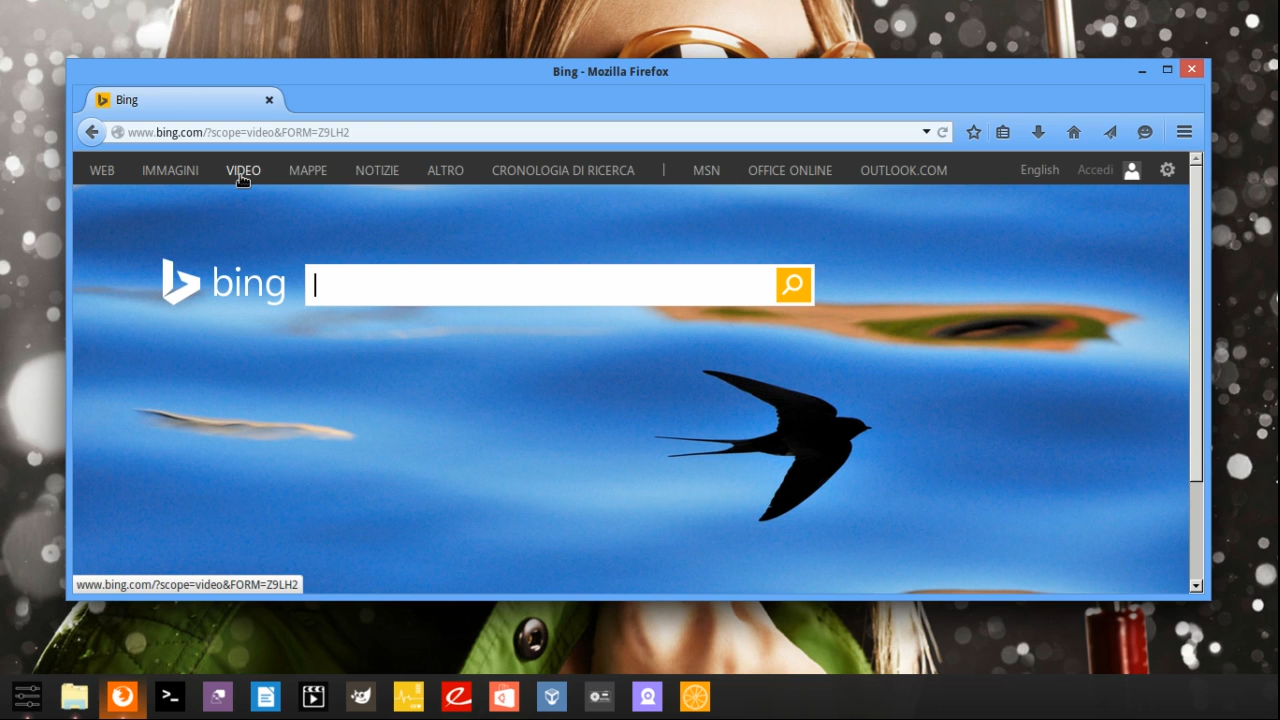 Bing - Mozilla Firefox
Bing
www.bing.com/?scope=video&FORM=Z9LH2
WEB IMMAGINI VIDEO MAPPE NOTIZIE ALTRO CRONOLOGIA DI RICERCA | MSN OFFICE ONLINE OUTLOOK.COM English Accedi
bing
www.bing.com/?scope=video&FORM=Z9LH2